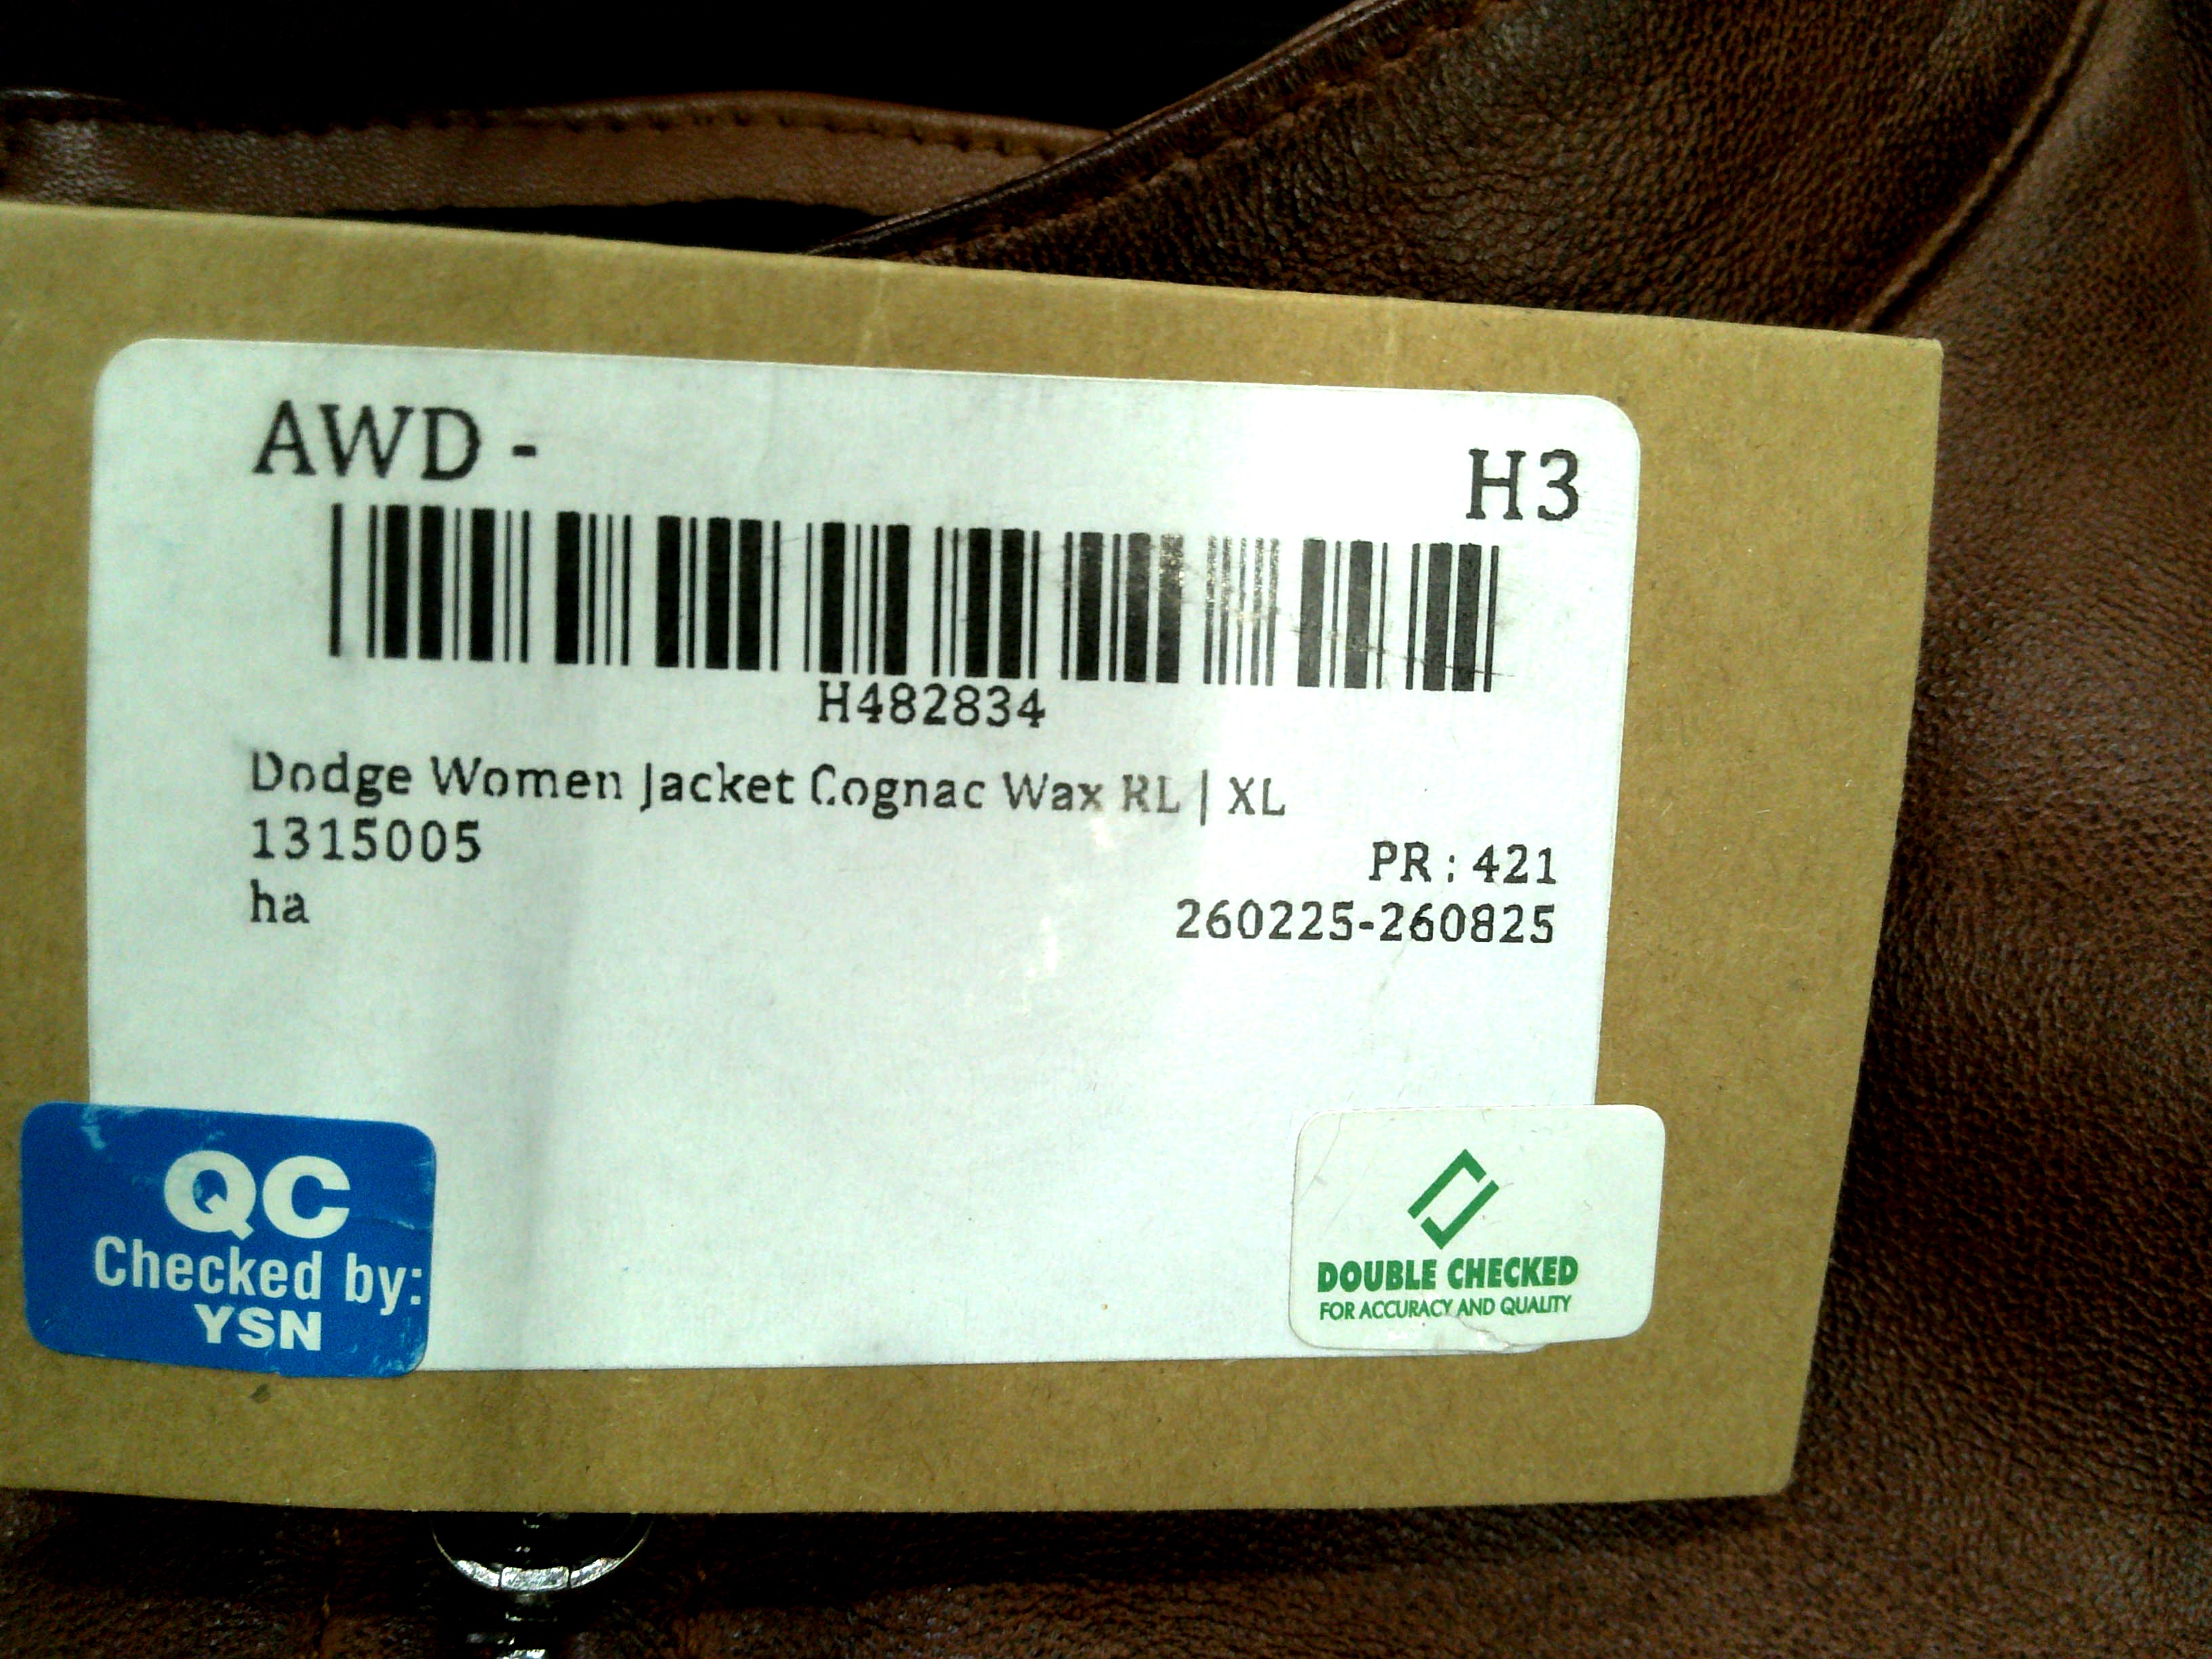 AWD -
H3
H482834
Dodge Women Jacket Cognac Wax RL | XL
1315005
PR : 421
ha
260225-260825
QC
Checked by:
YSN
DOUBLE CHECKED
FOR ACCURACY AND QUALITY